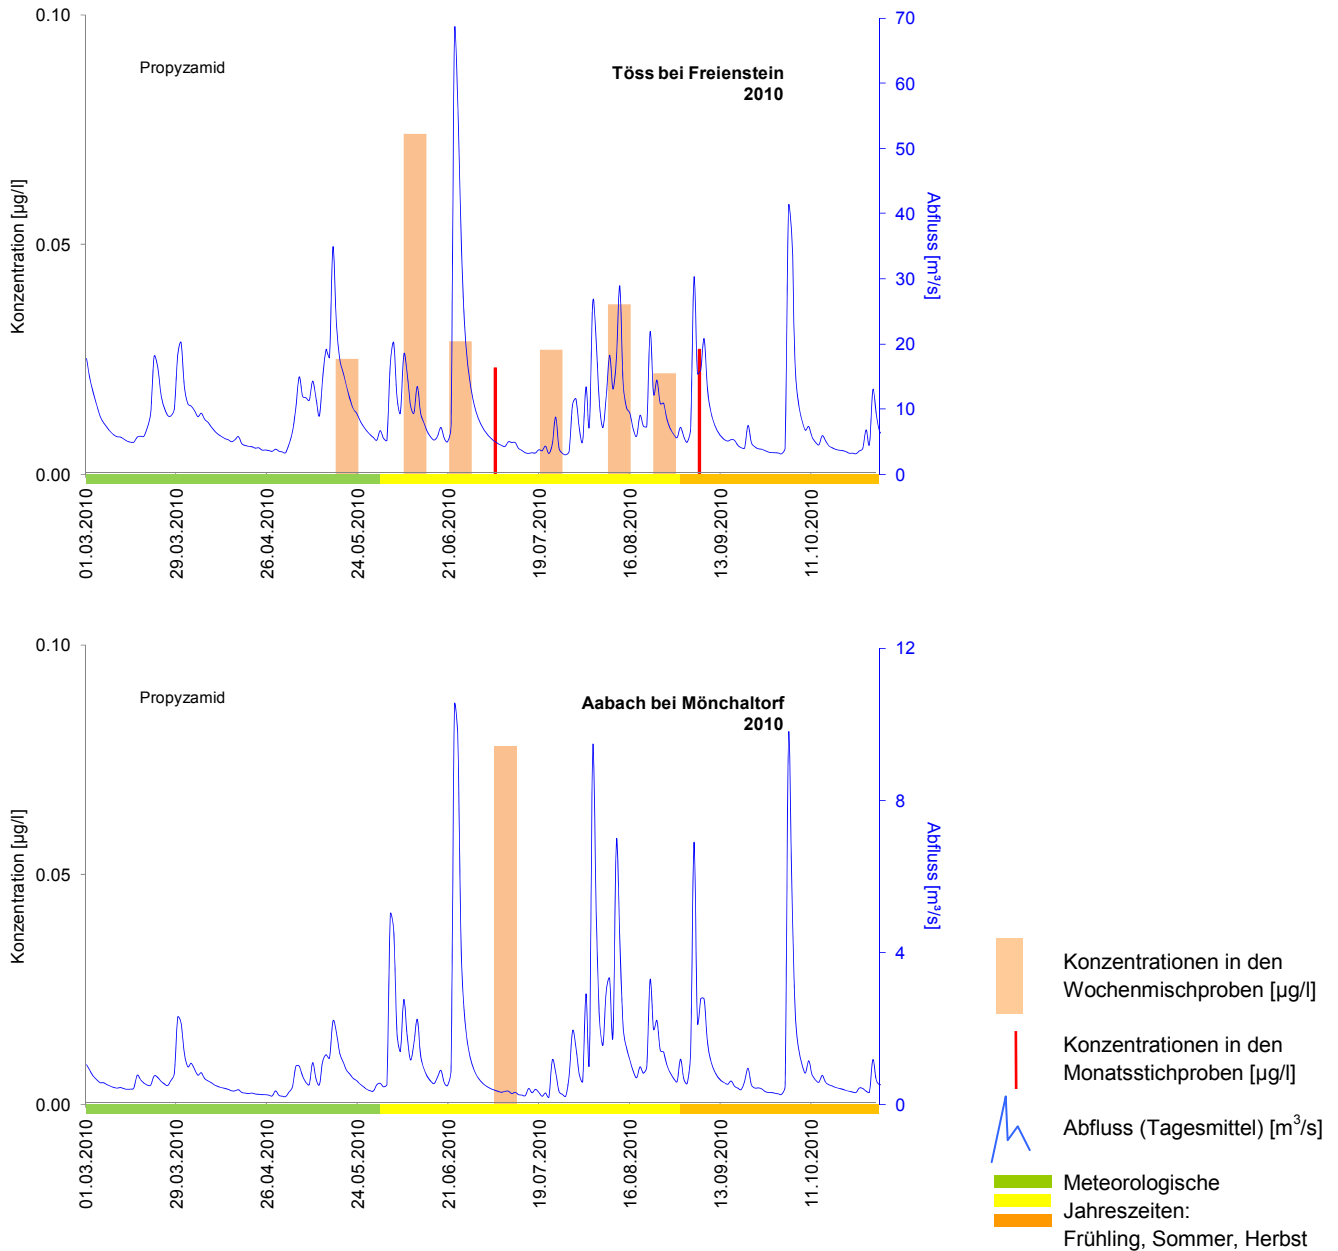 0.10
0.05
0.00
Konzentration [µg/l]
Propyzamid
Töss bei Freienstein
2010
70
60
50
40
30
20
10
0
Abfluss [m³/s]
01.03.2010
29.03.2010
26.04.2010
24.05.2010
21.06.2010
19.07.2010
16.08.2010
13.09.2010
11.10.2010
0.10
0.05
0.00
Konzentration [µg/l]
Propyzamid
Aabach bei Mönchaltorf
2010
12
8
4
0
Abfluss [m³/s]
01.03.2010
29.03.2010
26.04.2010
24.05.2010
21.06.2010
19.07.2010
16.08.2010
13.09.2010
11.10.2010
Konzentrationen in den
Wochenmischproben [µg/l]
Konzentrationen in den
Monatsstichproben [µg/l]
Abfluss (Tagesmittel) [m³/s]
Meteorologische
Jahreszeiten:
Frühling, Sommer, Herbst